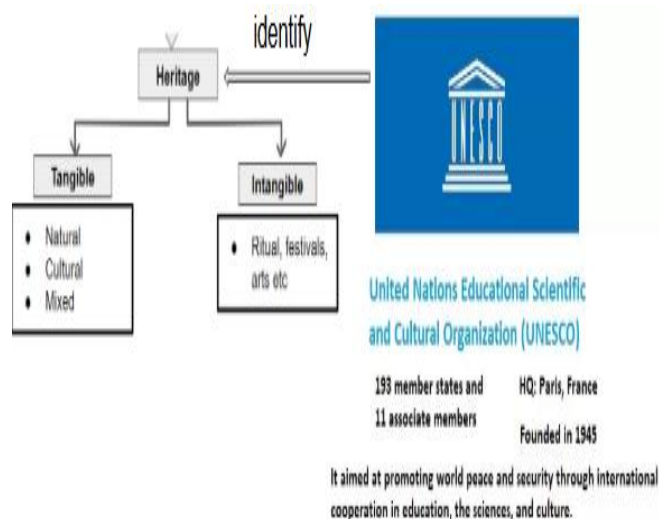 identify
Heritage
Tangible
Intangible
• Natural
• Cultural
• Mixed
• Ritual, festivals,
arts etc
UNESCO
United Nations Educational Scientific
and Cultural Organization (UNESCO)
193 member states and
11 associate members
HQ: Paris, France
Founded in 1945
It aimed at promoting world peace and security through international
cooperation in education, the sciences, and culture.